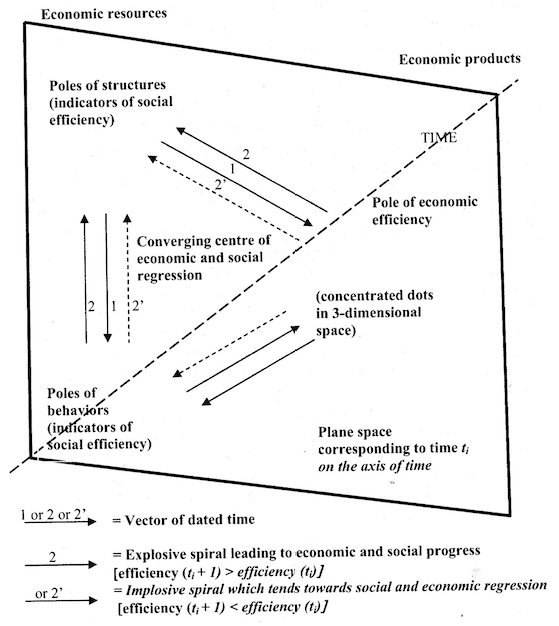 Economic resources
Economic products
Poles of structures
(indicators of social
efficiency)
TIME
2
1
2'
Pole of economic
efficiency
Converging centre of
economic and social
regression
2
1
2'
(concentrated dots
in 3-dimensional
space)
Poles of
behaviors
(indicators of
social efficiency)
Plane space
corresponding to time ti
on the axis of time
1 or 2 or 2'
= Vector of dated time
2
= Explosive spiral leading to economic and social progress
[efficiency (ti + 1) > efficiency (ti)]
or 2'
= Implosive spiral which tends towards social and economic regression
[efficiency (ti + 1) < efficiency (ti)]